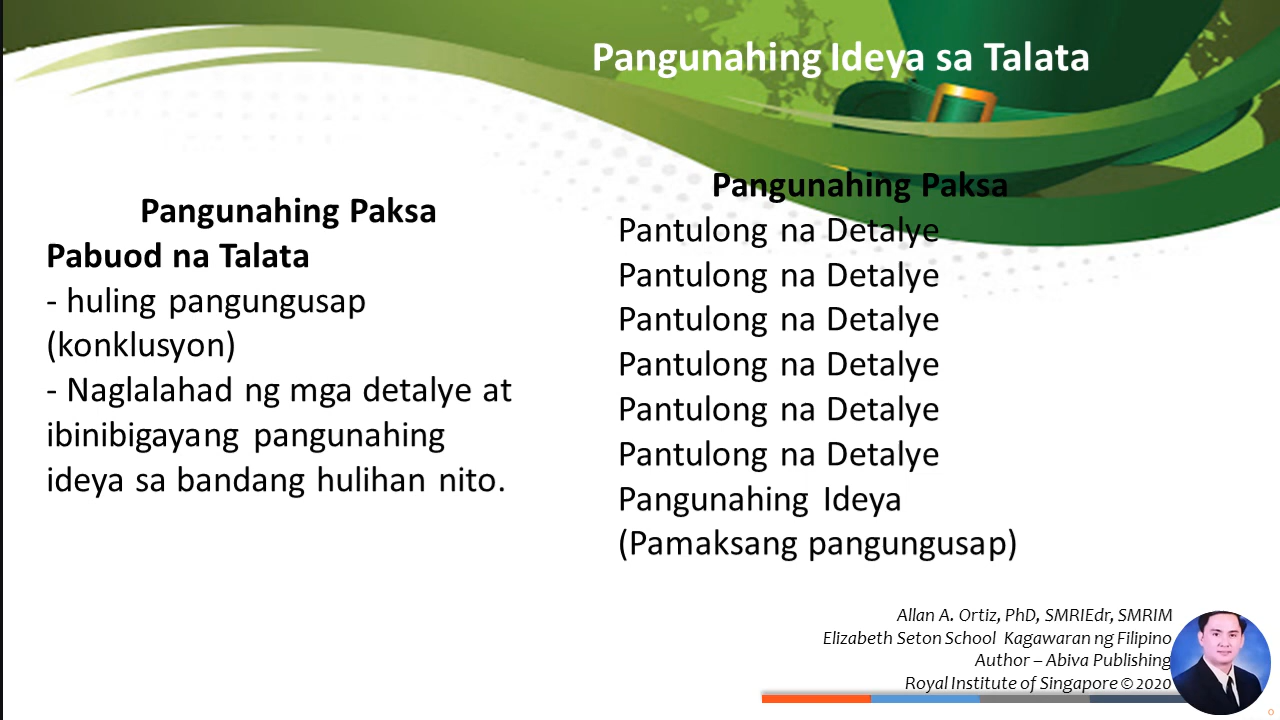 Pangunahing Ideya sa Talata
Pangunahing Paksa
Pabuod na Talata
- huling pangungusap
(konklusyon)
- Naglalahad ng mga detalye at
ibinibigayang pangunahing
ideya sa bandang hulihan nito.
Pangunahing Paksa
Pantulong na Detalye
Pantulong na Detalye
Pantulong na Detalye
Pantulong na Detalye
Pantulong na Detalye
Pantulong na Detalye
Pangunahing Ideya
(Pamaksang pangungusap)
Allan A. Ortiz, PhD, SMRIEdr, SMRIM
Elizabeth Seton School Kagawaran ng Filipino
Author – Abiva Publishing
Royal Institute of Singapore © 2020